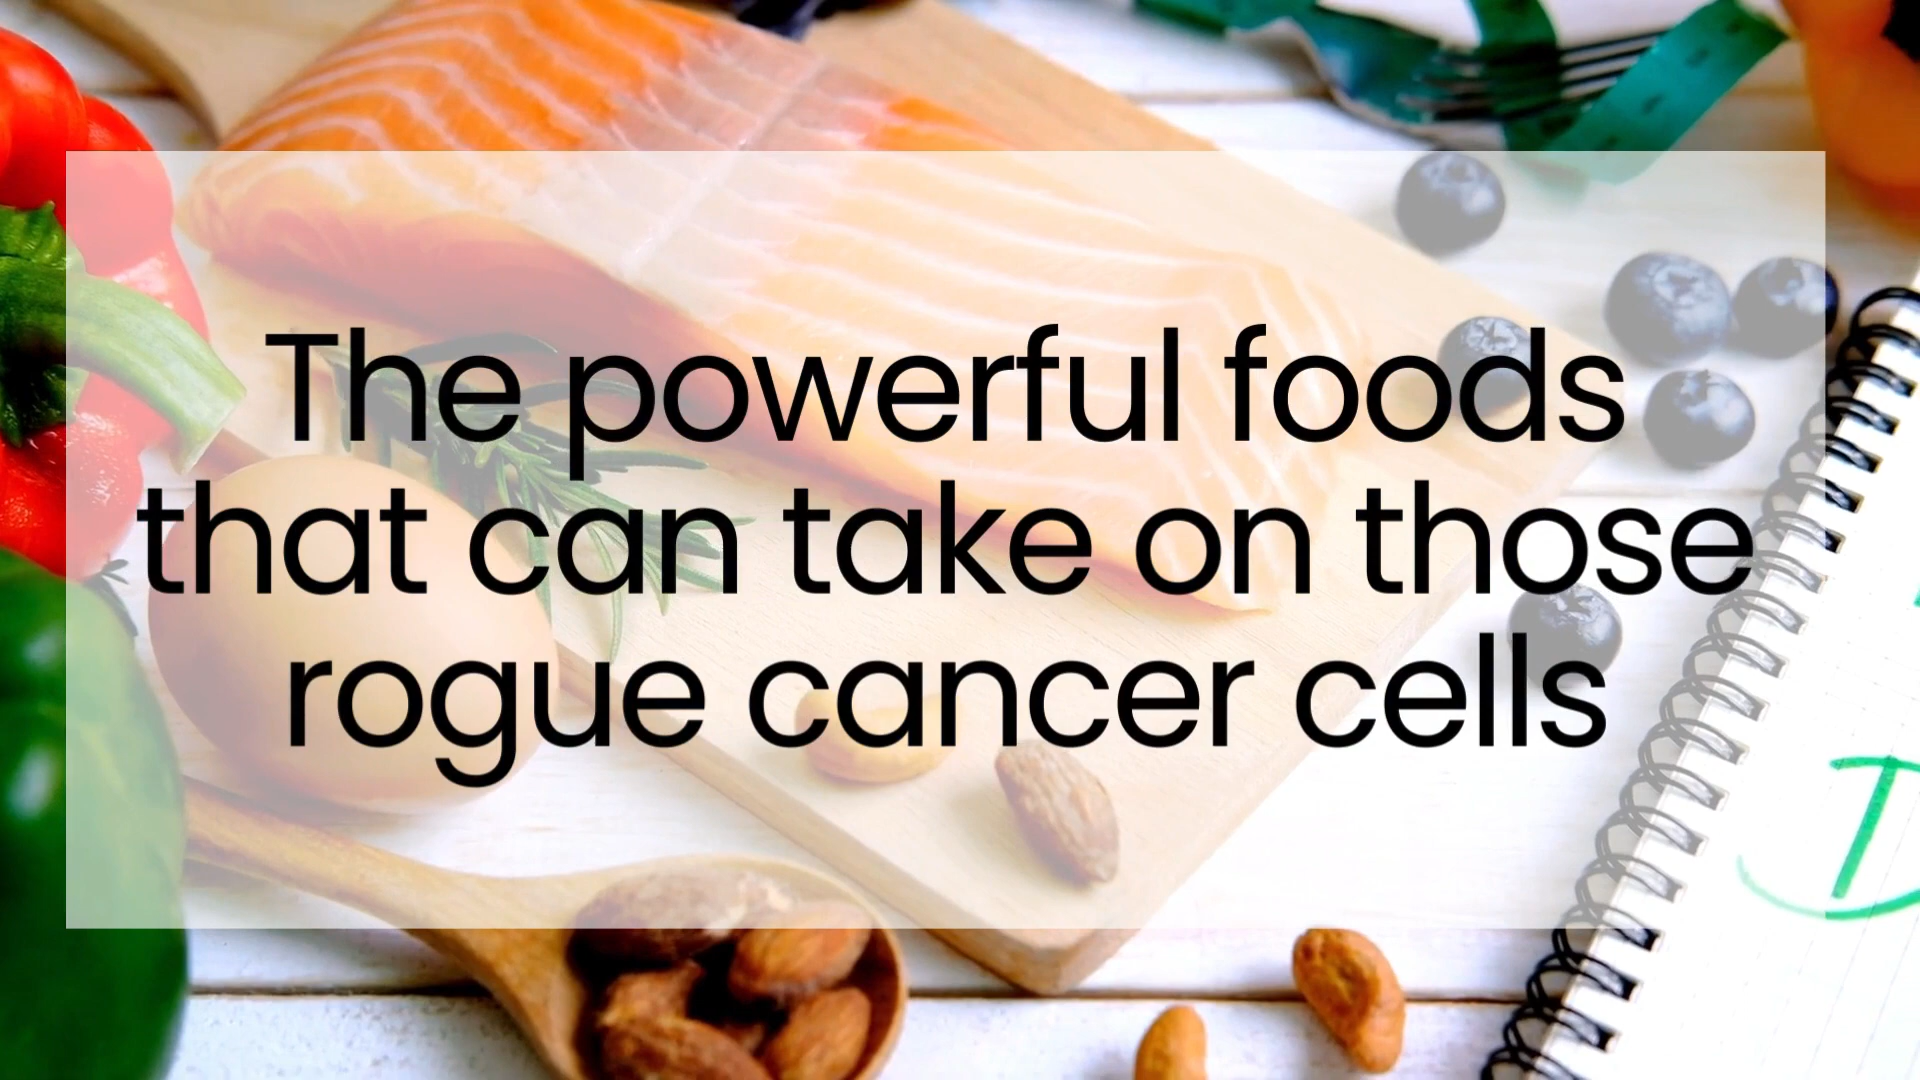 The powerful foods
that can take on those
rogue cancer cells